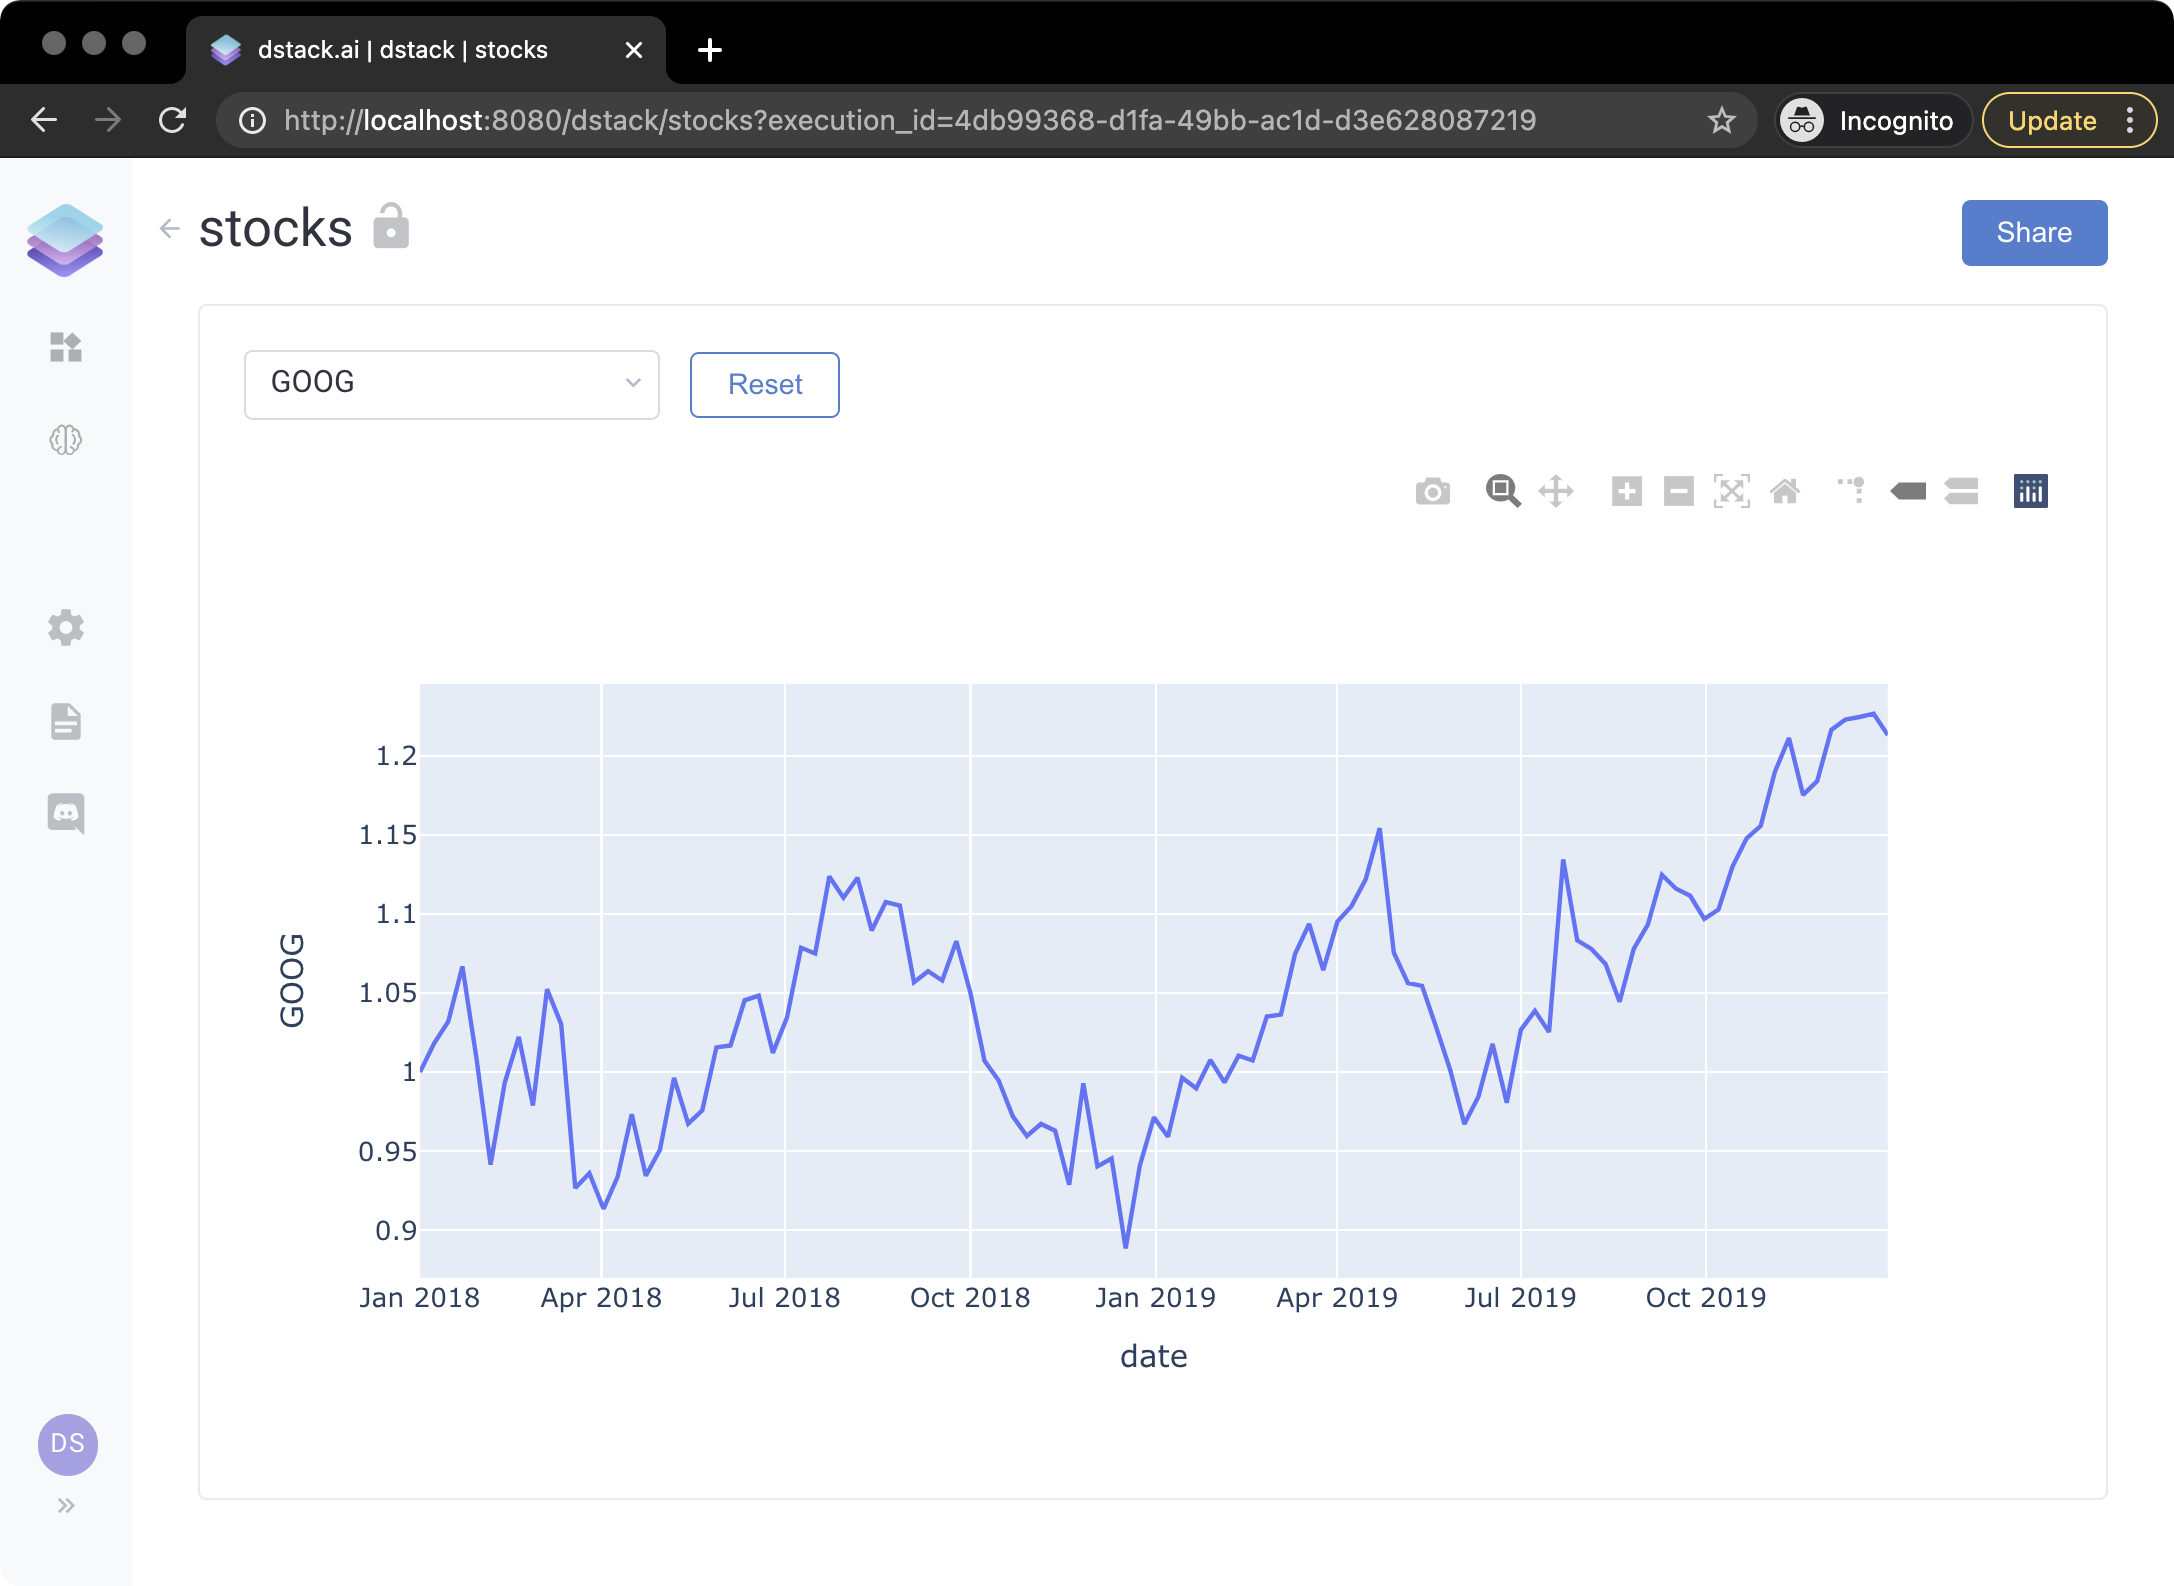 dstack.ai | dstack | stocks
http://localhost:8080/dstack/stocks?execution_id=4db99368-d1fa-49bb-ac1d-d3e628087219
Incognito
Update
stocks
Share
GOOG
Reset
1.2
1.15
1.1
1.05
1
0.95
0.9
GOOG
Jan 2018
Apr 2018
Jul 2018
Oct 2018
Jan 2019
Apr 2019
Jul 2019
Oct 2019
date
DS